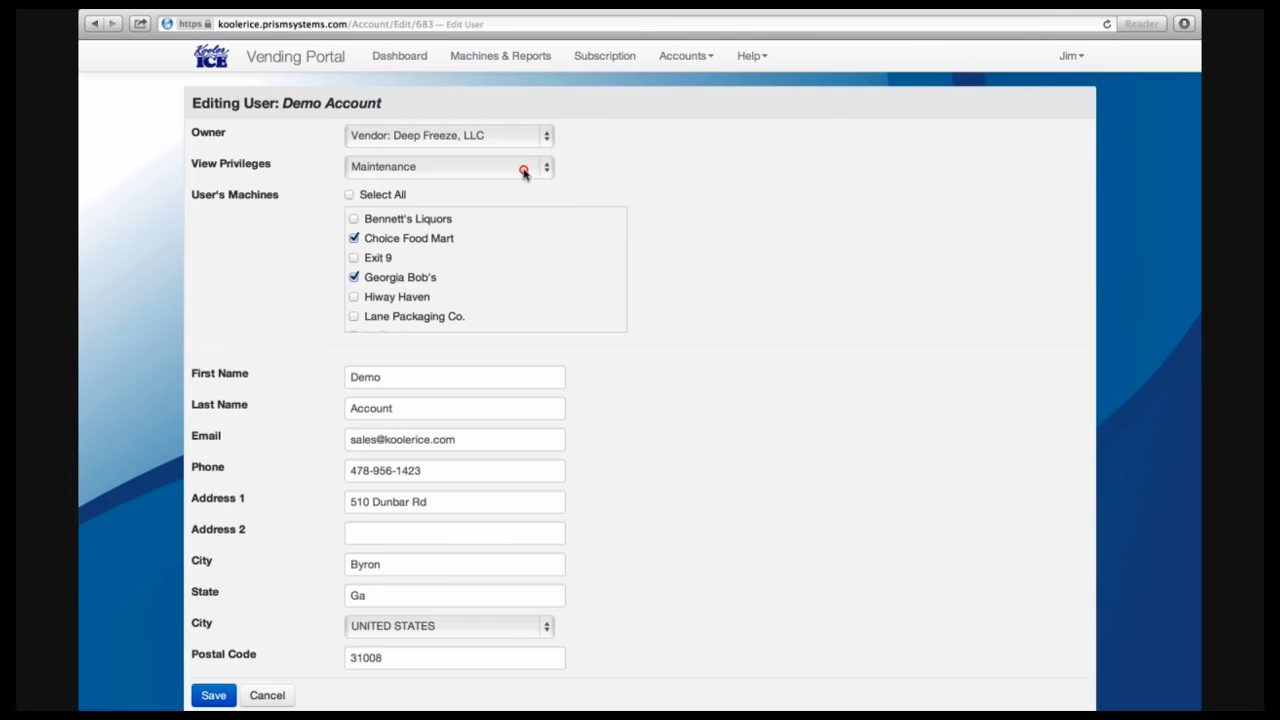 https koolerice.prismsystems.com/Account/Edit/683 — Edit User
Reader
Kooler ICE Vending Portal Dashboard Machines & Reports Subscription Accounts Help Jim
Editing User: Demo Account
Owner Vendor: Deep Freeze, LLC
View Privileges Maintenance
User's Machines Select All
Bennett's Liquors
Choice Food Mart
Exit 9
Georgia Bob's
Hiway Haven
Lane Packaging Co.
First Name Demo
Last Name Account
Email sales@koolerice.com
Phone 478-956-1423
Address 1 510 Dunbar Rd
Address 2
City Byron
State Ga
City UNITED STATES
Postal Code 31008
Save Cancel